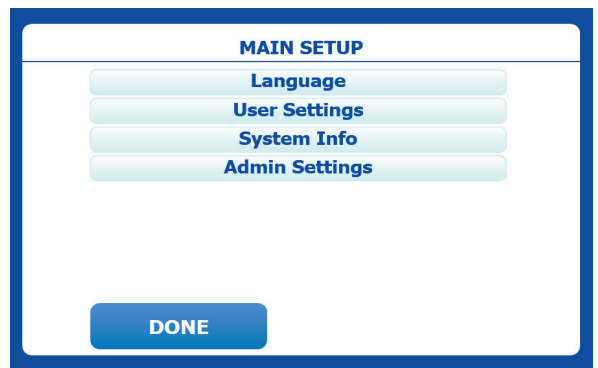 MAIN SETUP
Language
User Settings
System Info
Admin Settings
DONE